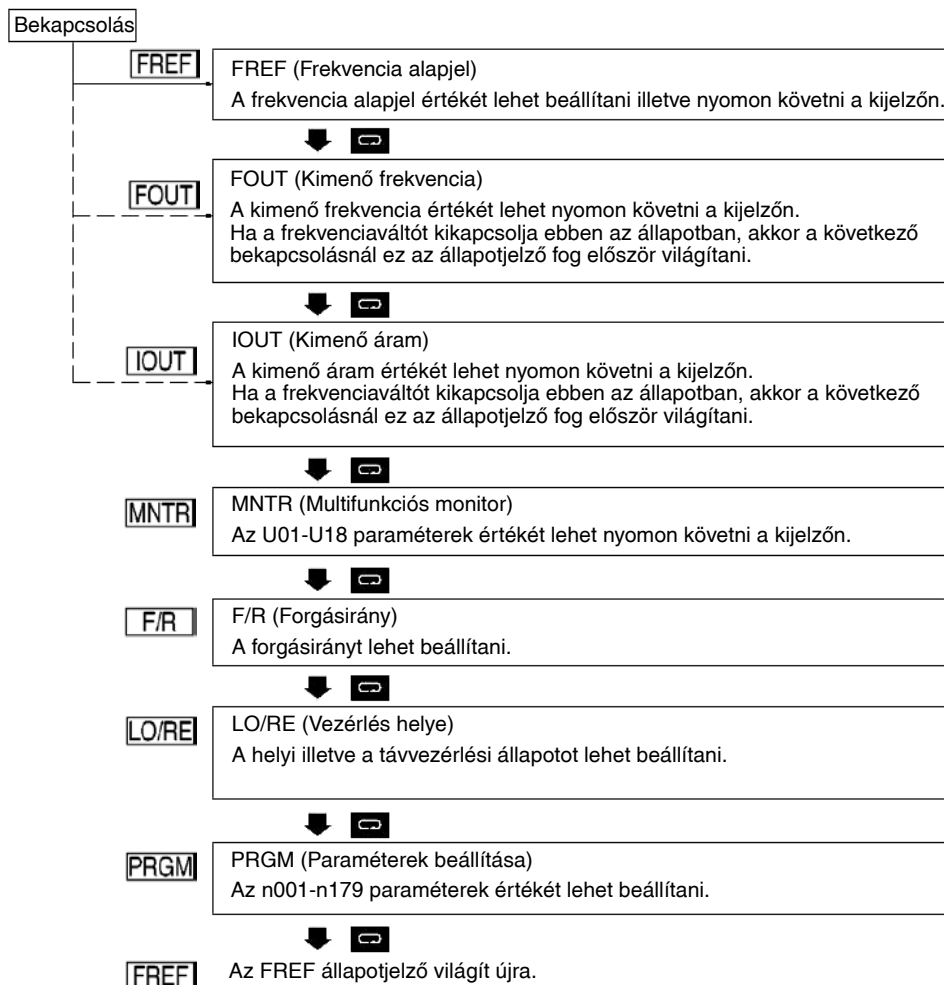 Bekapcsolás
FREF
FREF (Frekvencia alapjel)
A frekvencia alapjel értékét lehet beállítani illetve nyomon követni a kijelzőn.
FOUT
FOUT (Kimenő frekvencia)
A kimenő frekvencia értékét lehet nyomon követni a kijelzőn.
Ha a frekvenciaváltót kikapcsolja ebben az állapotban, akkor a következő
bekapcsolásnál ez az állapotjelző fog először világítani.
IOUT
IOUT (Kimenő áram)
A kimenő áram értékét lehet nyomon követni a kijelzőn.
Ha a frekvenciaváltót kikapcsolja ebben az állapotban, akkor a következő
bekapcsolásnál ez az állapotjelző fog először világítani.
MNTR
MNTR (Multifunkciós monitor)
Az U01-U18 paraméterek értékét lehet nyomon követni a kijelzőn.
F/R
F/R (Forgásirány)
A forgásirányt lehet beállítani.
LO/RE
LO/RE (Vezérlés helye)
A helyi illetve a távvezérlési állapotot lehet beállítani.
PRGM
PRGM (Paraméterek beállítása)
Az n001-n179 paraméterek értékét lehet beállítani.
FREF
Az FREF állapotjelző világít újra.